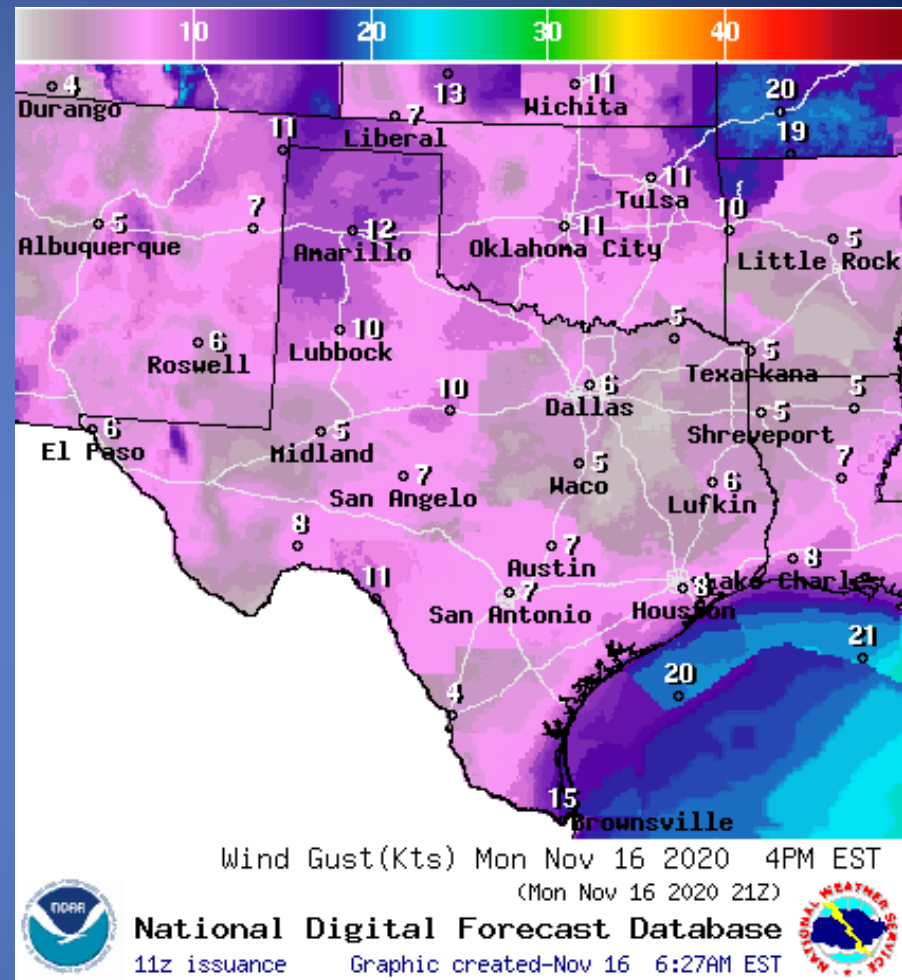 10 20 30 40
4
Durango
13
7
Liberal
11
Wichita
20
19
11
11
Tulsa
5
Albuquerque
7
12
Amarillo
11
Oklahoma City
10
5
Little Rock
6
Roswell
10
Lubbock
5
5
Texarkana
10
6
Dallas
5
Shreveport
5
6
El Paso
5
Midland
7
San Angelo
5
Waco
6
Lufkin
7
8
7
Austin
8
Lake Charles
11
7
San Antonio
8
Houston
21
20
4
15
Brownsville
Wind Gust(Kts) Mon Nov 16 2020 4PM EST
(Mon Nov 16 2020 21Z)
National Digital Forecast Database
11z issuance Graphic created-Nov 16 6:27AM EST
NOAA
NATIONAL WEATHER SERVICE